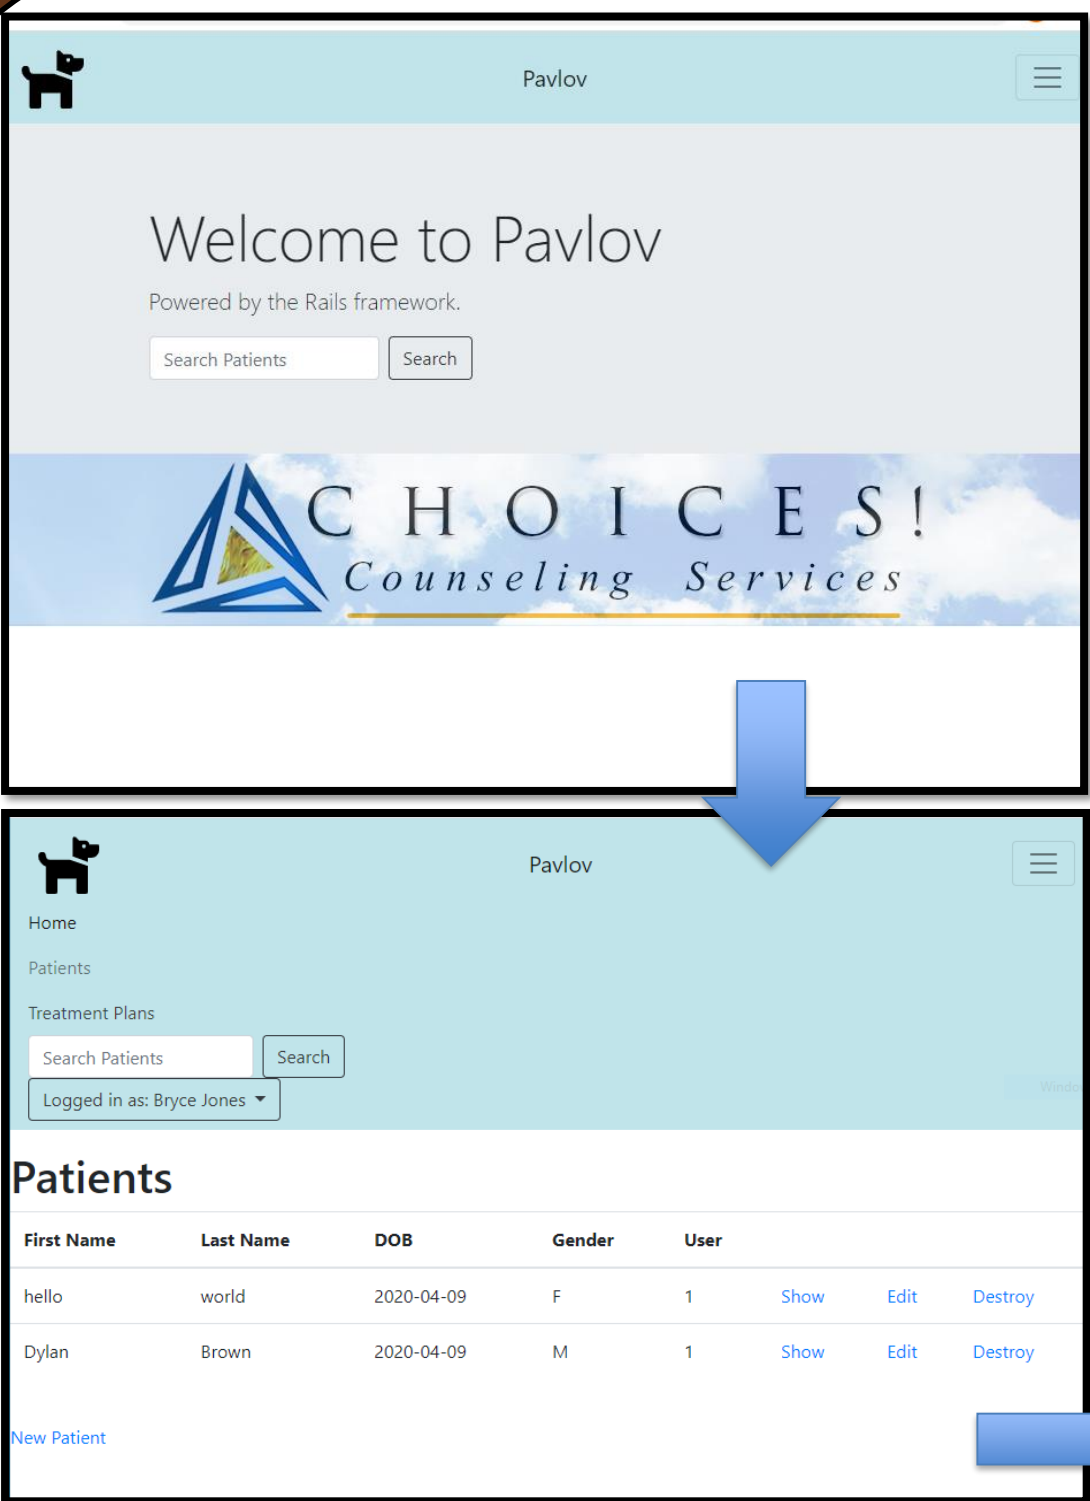 Pavlov
Welcome to Pavlov
Powered by the Rails framework.
Search Patients Search
CHOICES!
Counseling Services
Pavlov
Home
Patients
Treatment Plans
Search Patients Search
Logged in as: Bryce Jones
Patients
First Name Last Name DOB Gender User
hello world 2020-04-09 F 1 Show Edit Destroy
Dylan Brown 2020-04-09 M 1 Show Edit Destroy
New Patient